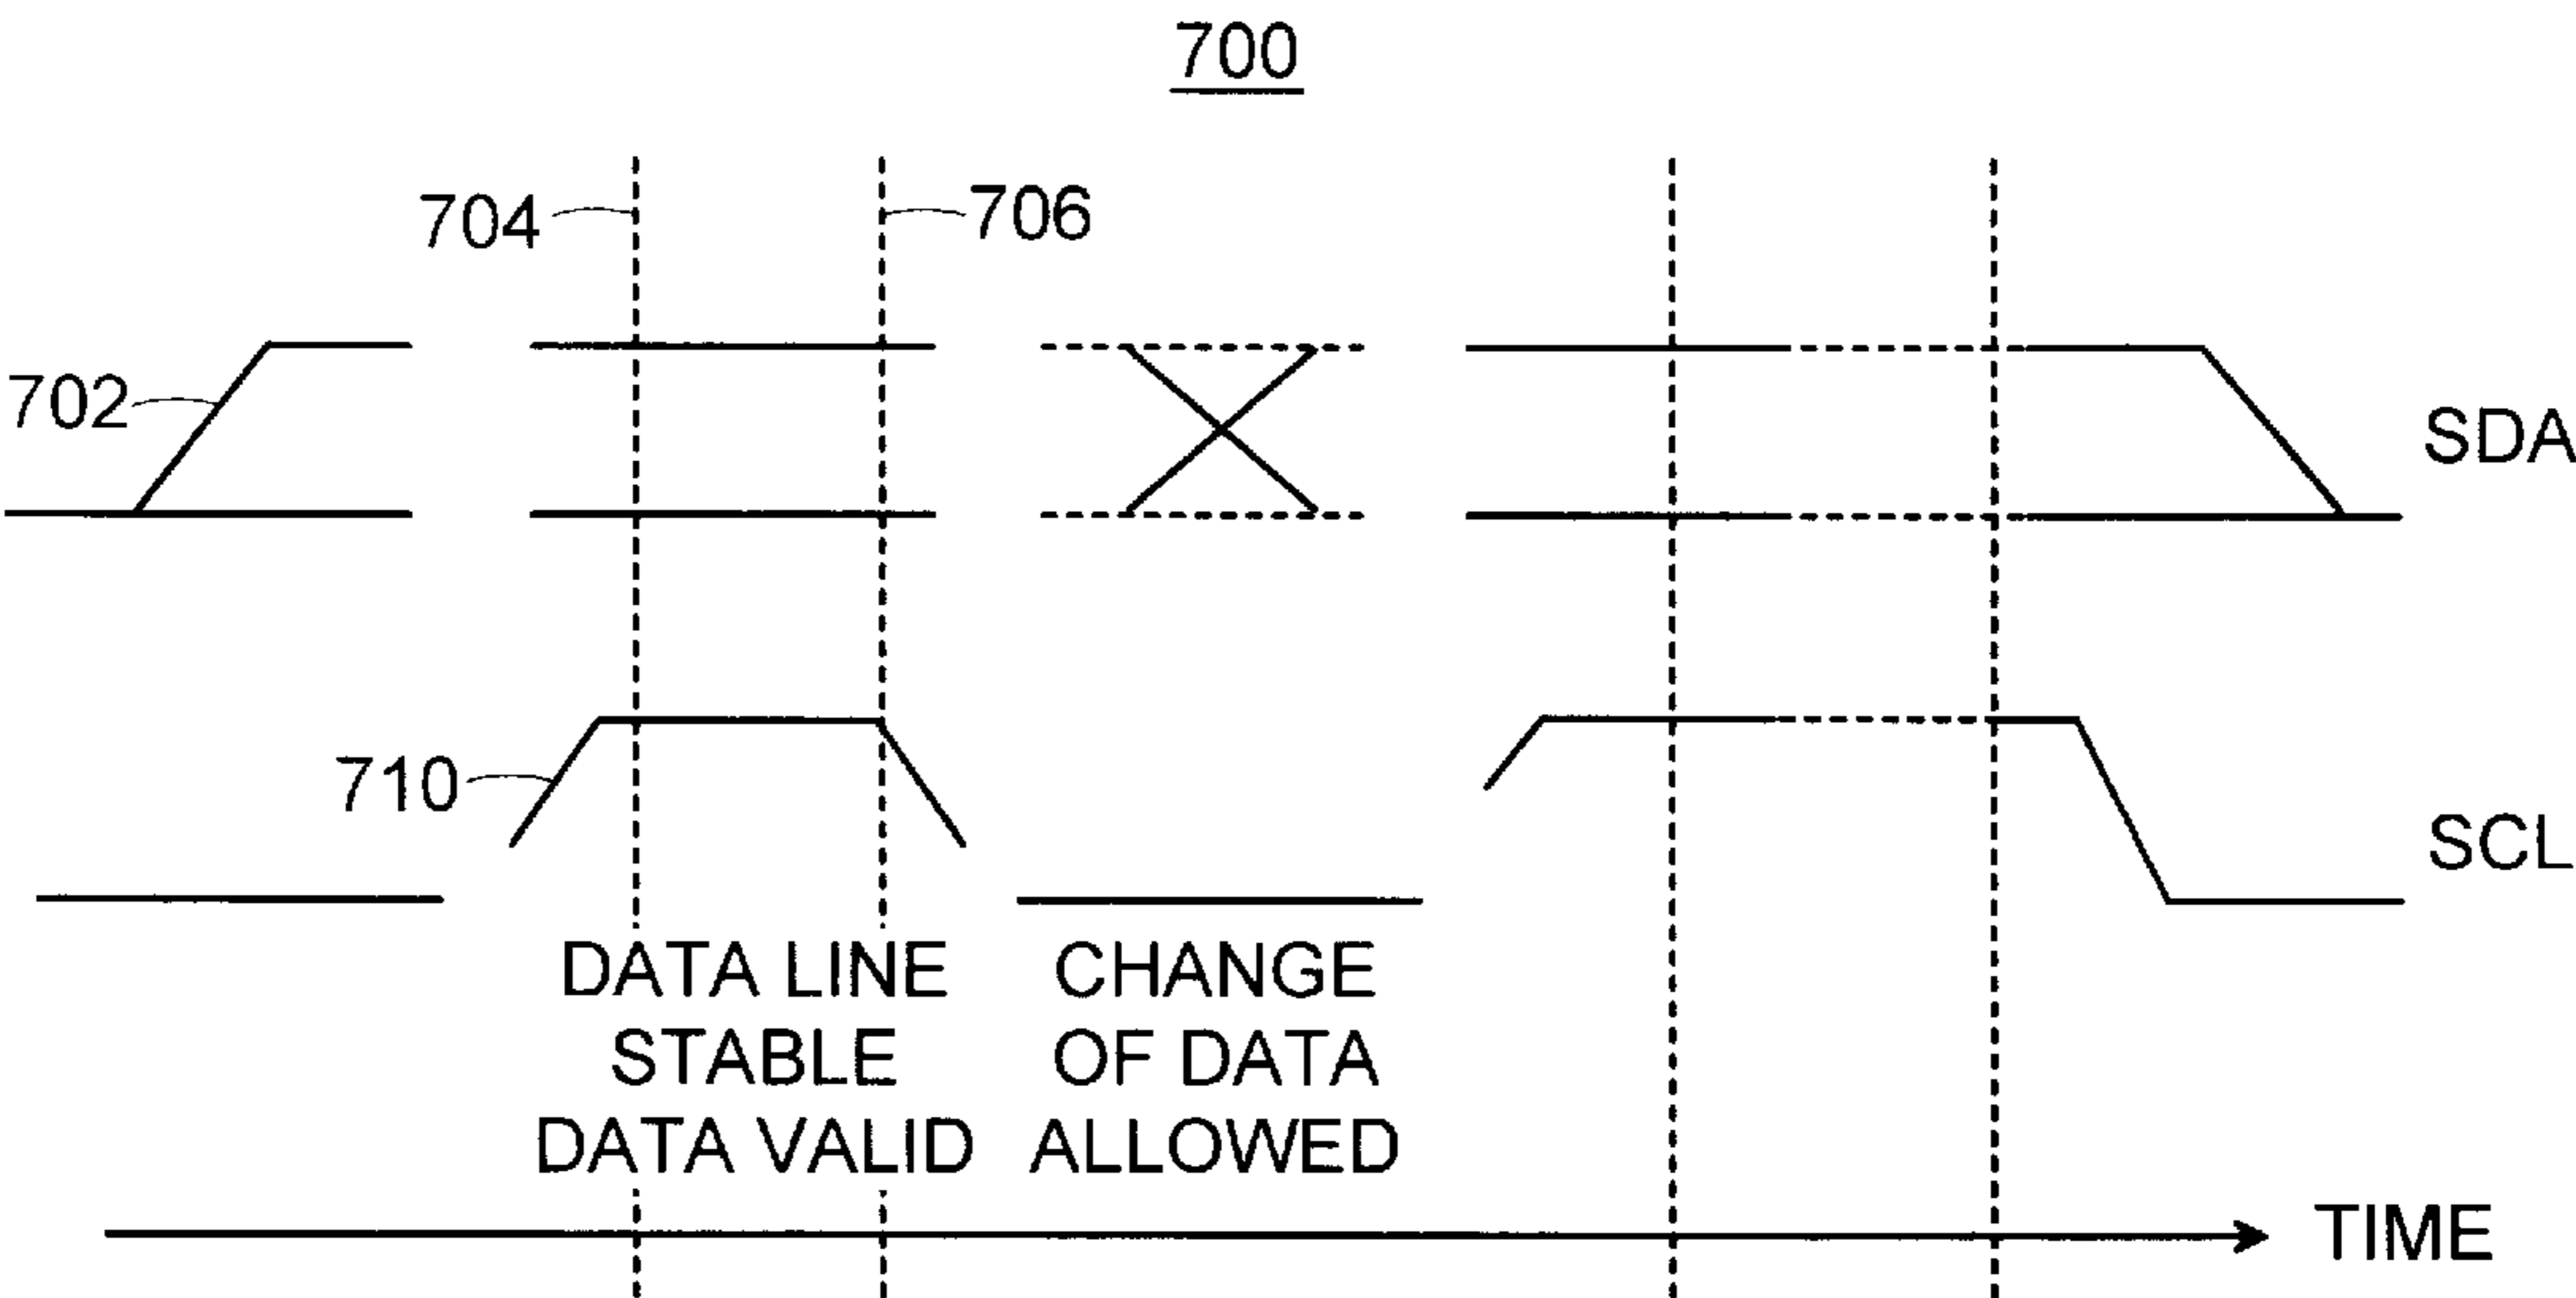 700
704
706
702
SDA
710
SCL
DATA LINE
STABLE
DATA VALID
CHANGE
OF DATA
ALLOWED
TIME